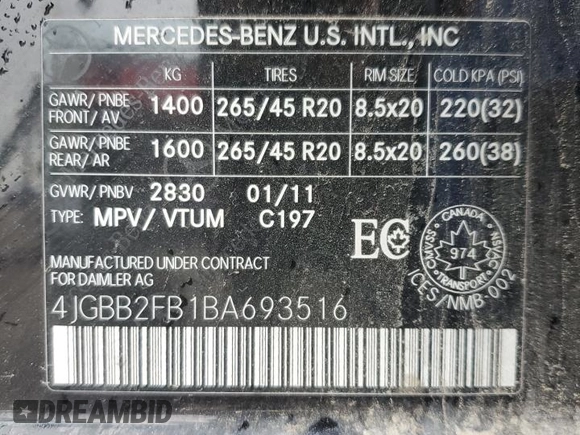 MERCEDES-BENZ U.S. INTL., INC
KG TIRES RIM SIZE COLD KPA (PSI)
GAWR/PNBE FRONT/AV 1400 265/45 R20 8.5x20 220(32)
GAWR/PNBE REAR/AR 1600 265/45 R20 8.5x20 260(38)
GVWR/PNBV 2830 01/11
TYPE: MPV/VTUM C197
EC
CANADA
CMVSS NSVAC
974
TRANSPORT
ICES/NMB-002
MANUFACTURED UNDER CONTRACT
FOR DAIMLER AG
4JGBB2FB1BA693516
DREAMBID